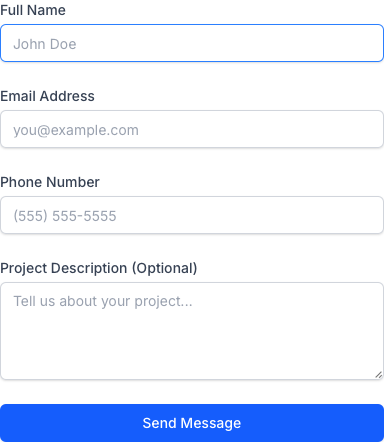 Full Name
John Doe
Email Address
you@example.com
Phone Number
(555) 555-5555
Project Description (Optional)
Tell us about your project...
Send Message